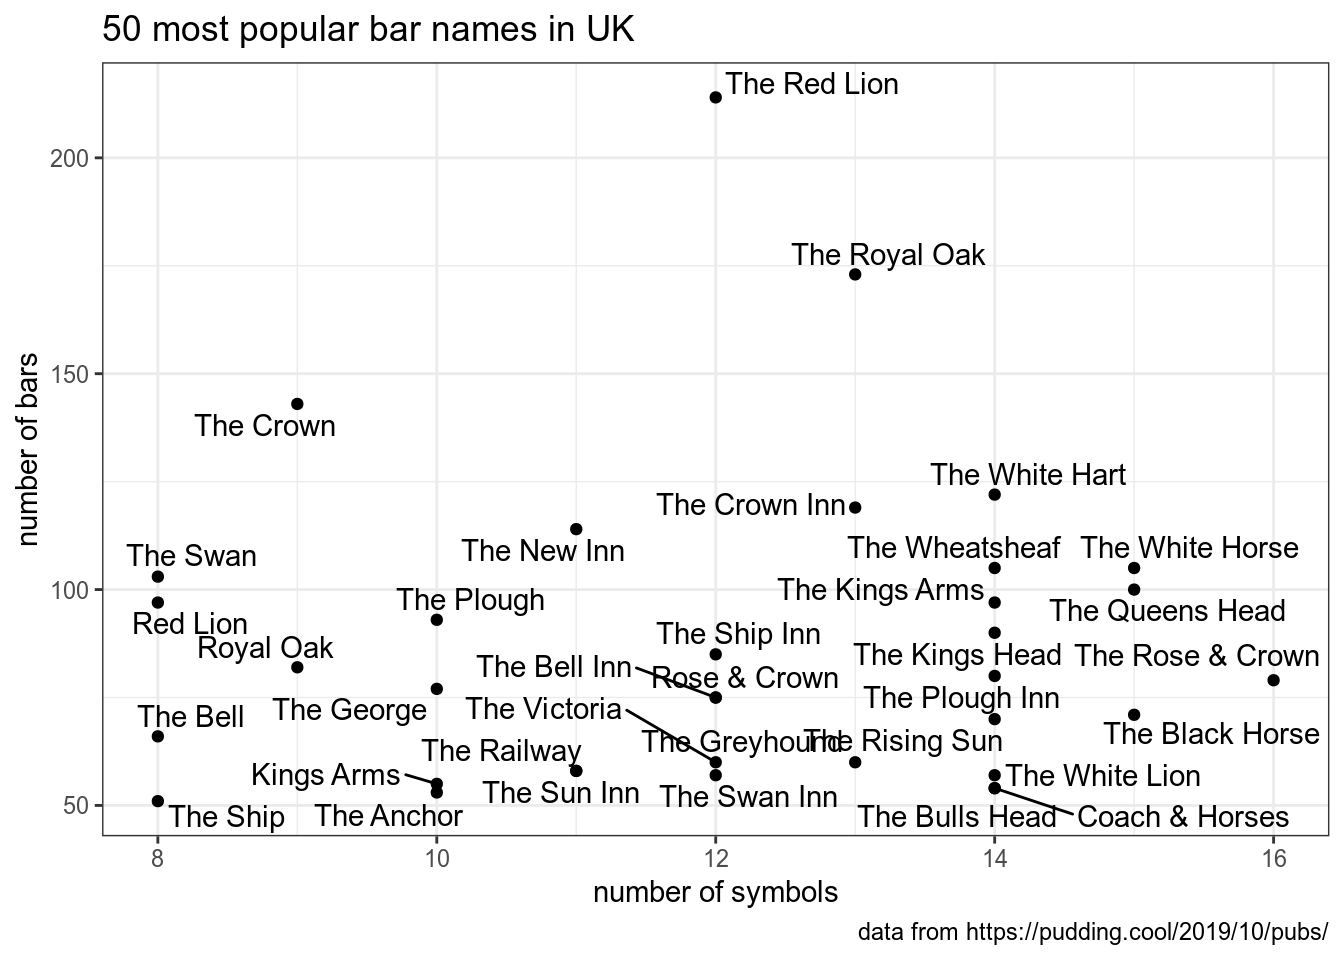 50 most popular bar names in UK
The Red Lion
200
The Royal Oak
150
The Crown
number of bars
The White Hart
The Crown Inn
The New Inn
The Wheatsheaf
The White Horse
The Swan
100
The Kings Arms
The Plough
The Queens Head
Red Lion
The Ship Inn
Royal Oak
The Kings Head
The Rose & Crown
The Bell Inn
Rose & Crown
The Plough Inn
The George
The Victoria
The Bell
The Black Horse
The Greyhound
The Rising Sun
The Railway
Kings Arms
The White Lion
The Sun Inn
The Swan Inn
50
The Ship
The Anchor
The Bulls Head
Coach & Horses
8
10
12
14
16
number of symbols
data from https://pudding.cool/2019/10/pubs/